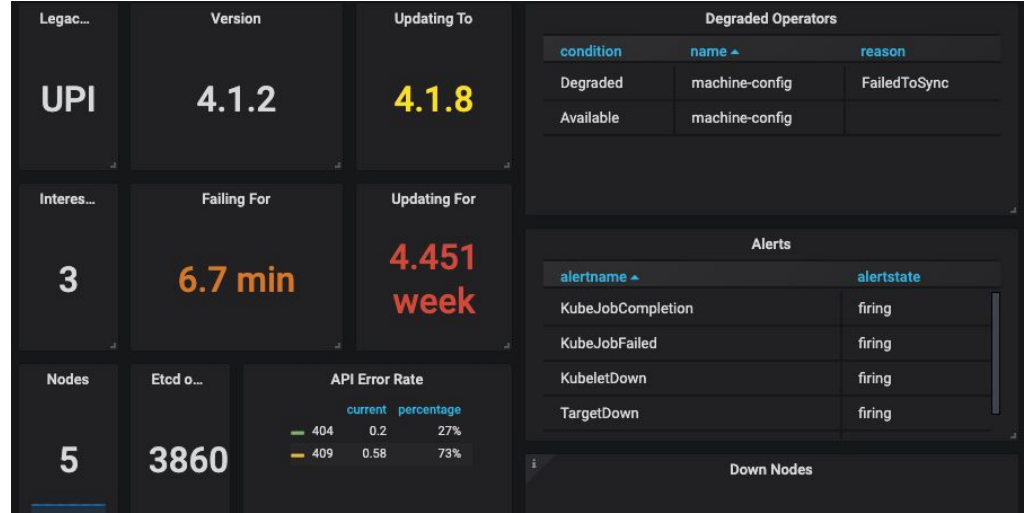 Legac...
Version
Updating To
UPI
4.1.2
4.1.8
Degraded Operators
condition name reason
Degraded machine-config FailedToSync
Available machine-config
Interes...
Failing For
Updating For
3
6.7 min
4.451
week
Alerts
alertname alertstate
KubeJobCompletion firing
KubeJobFailed firing
KubeletDown firing
TargetDown firing
Nodes
Etcd o...
API Error Rate
5
3860
current percentage
404 0.2 27%
409 0.58 73%
i
Down Nodes